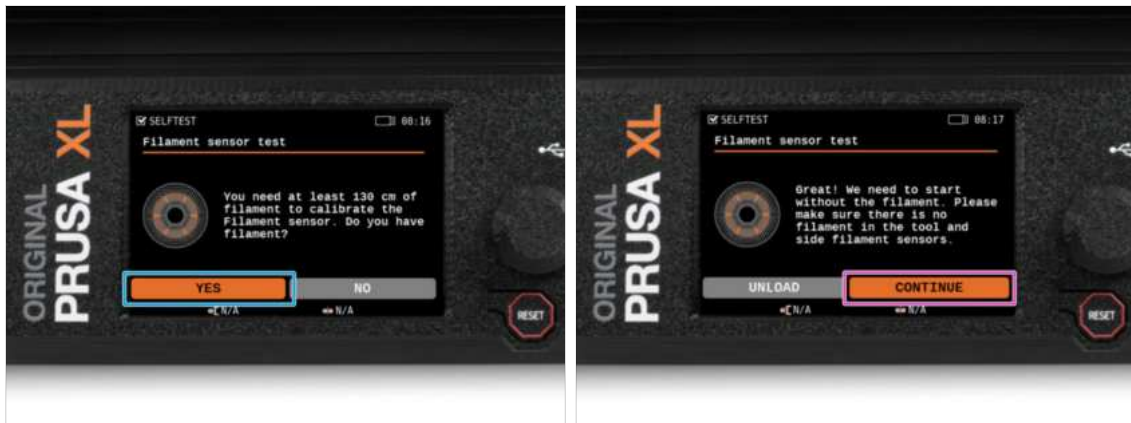 ORIGINAL
PRUSA XL
SELFTEST
08:16
Filament sensor test
You need at least 130 cm of
filament to calibrate the
Filament sensor. Do you have
filament?
YES
NO
N/A
N/A
RESET
ORIGINAL
PRUSA XL
SELFTEST
08:17
Filament sensor test
Great! We need to start
without the filament. Please
make sure there is no
filament in the tool and
side filament sensors.
UNLOAD
CONTINUE
N/A
N/A
RESET